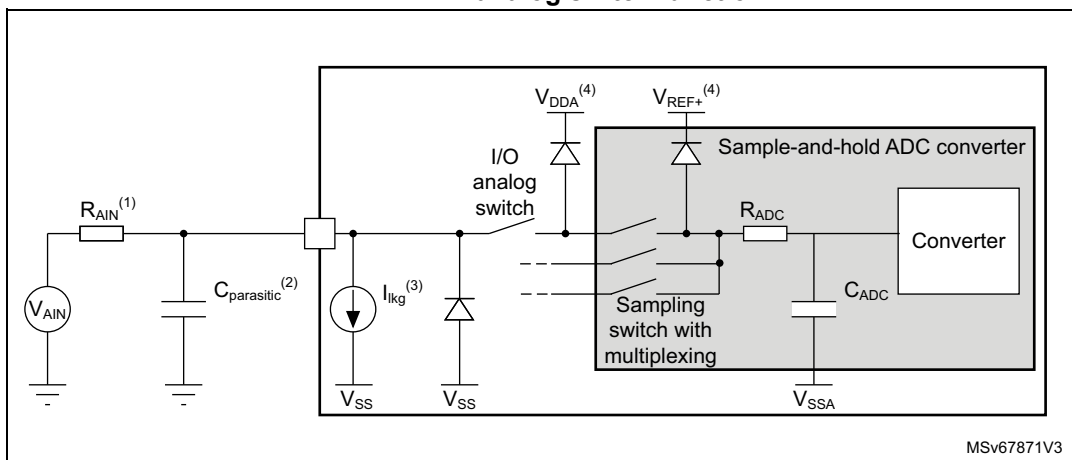 V_DDA(4)
V_REF+(4)
Sample-and-hold ADC converter
I/O
analog
switch
R_AIN(1)
R_ADC
Converter
V_AIN
C_parasitic(2)
I_lkg(3)
C_ADC
Sampling
switch with
multiplexing
V_SS
V_SS
V_SSA
MSv67871V3